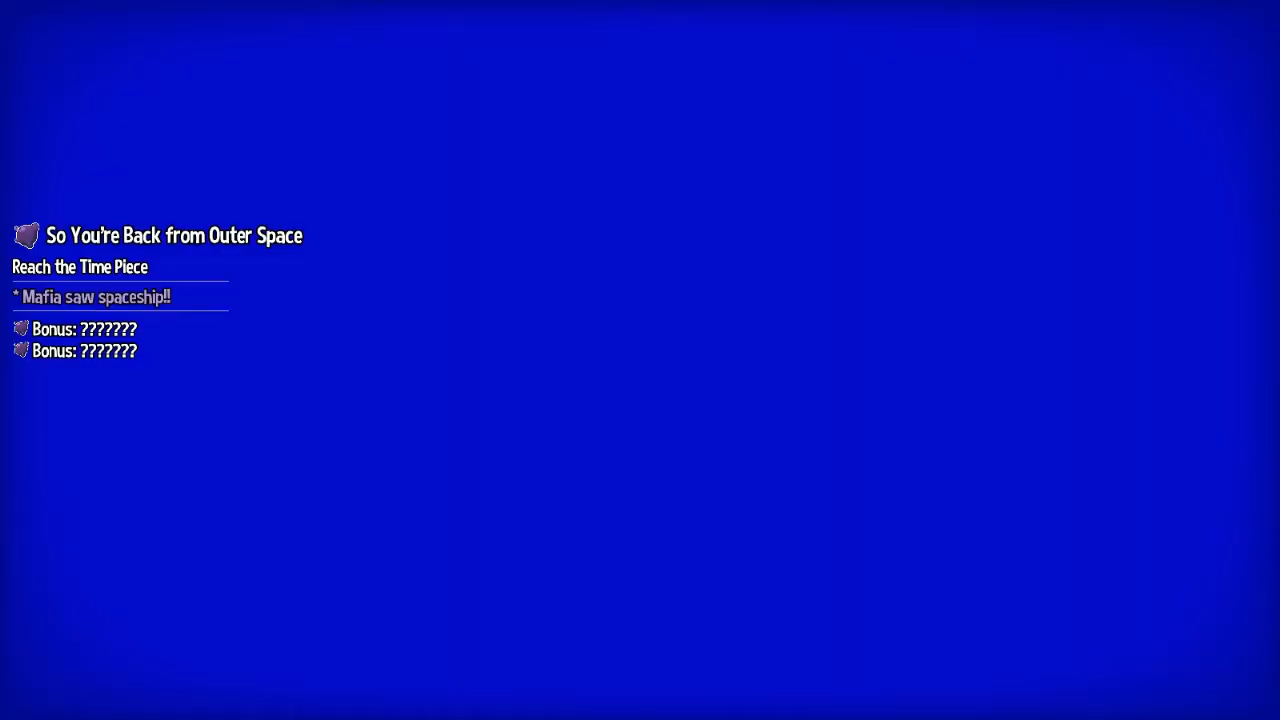 So You're Back from Outer Space
Reach the Time Piece
* Mafia saw spaceship!!
Bonus: ???????
Bonus: ???????